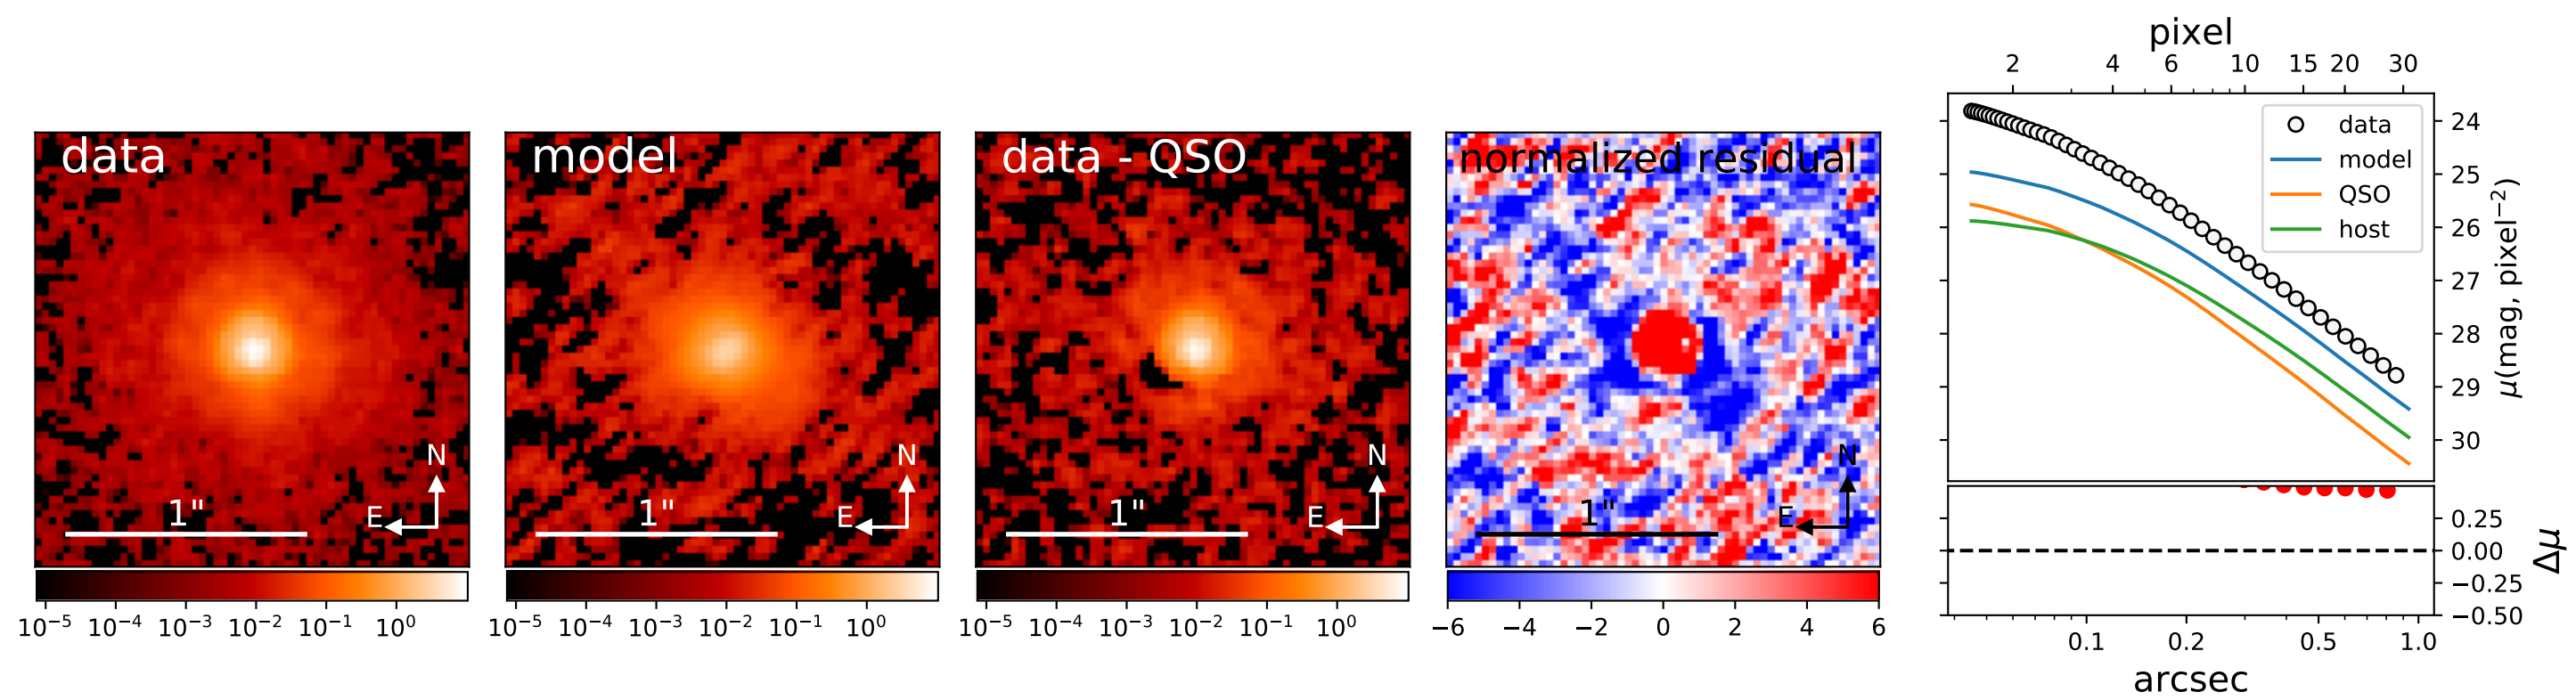 data
N
E
1"
10⁻⁵ 10⁻⁴ 10⁻³ 10⁻² 10⁻¹ 10⁰
model
N
E
1"
10⁻⁵ 10⁻⁴ 10⁻³ 10⁻² 10⁻¹ 10⁰
data - QSO
N
E
1"
10⁻⁵ 10⁻⁴ 10⁻³ 10⁻² 10⁻¹ 10⁰
normalized residual
N
E
1"
−6 −4 −2 0 2 4 6
pixel
2 4 6 10 15 20 30
data
model
QSO
host
24
25
26
27
28
29
30
μ(mag, pixel⁻²)
0.25
0.00
−0.25
−0.50
Δμ
0.1 0.2 0.5 1.0
arcsec